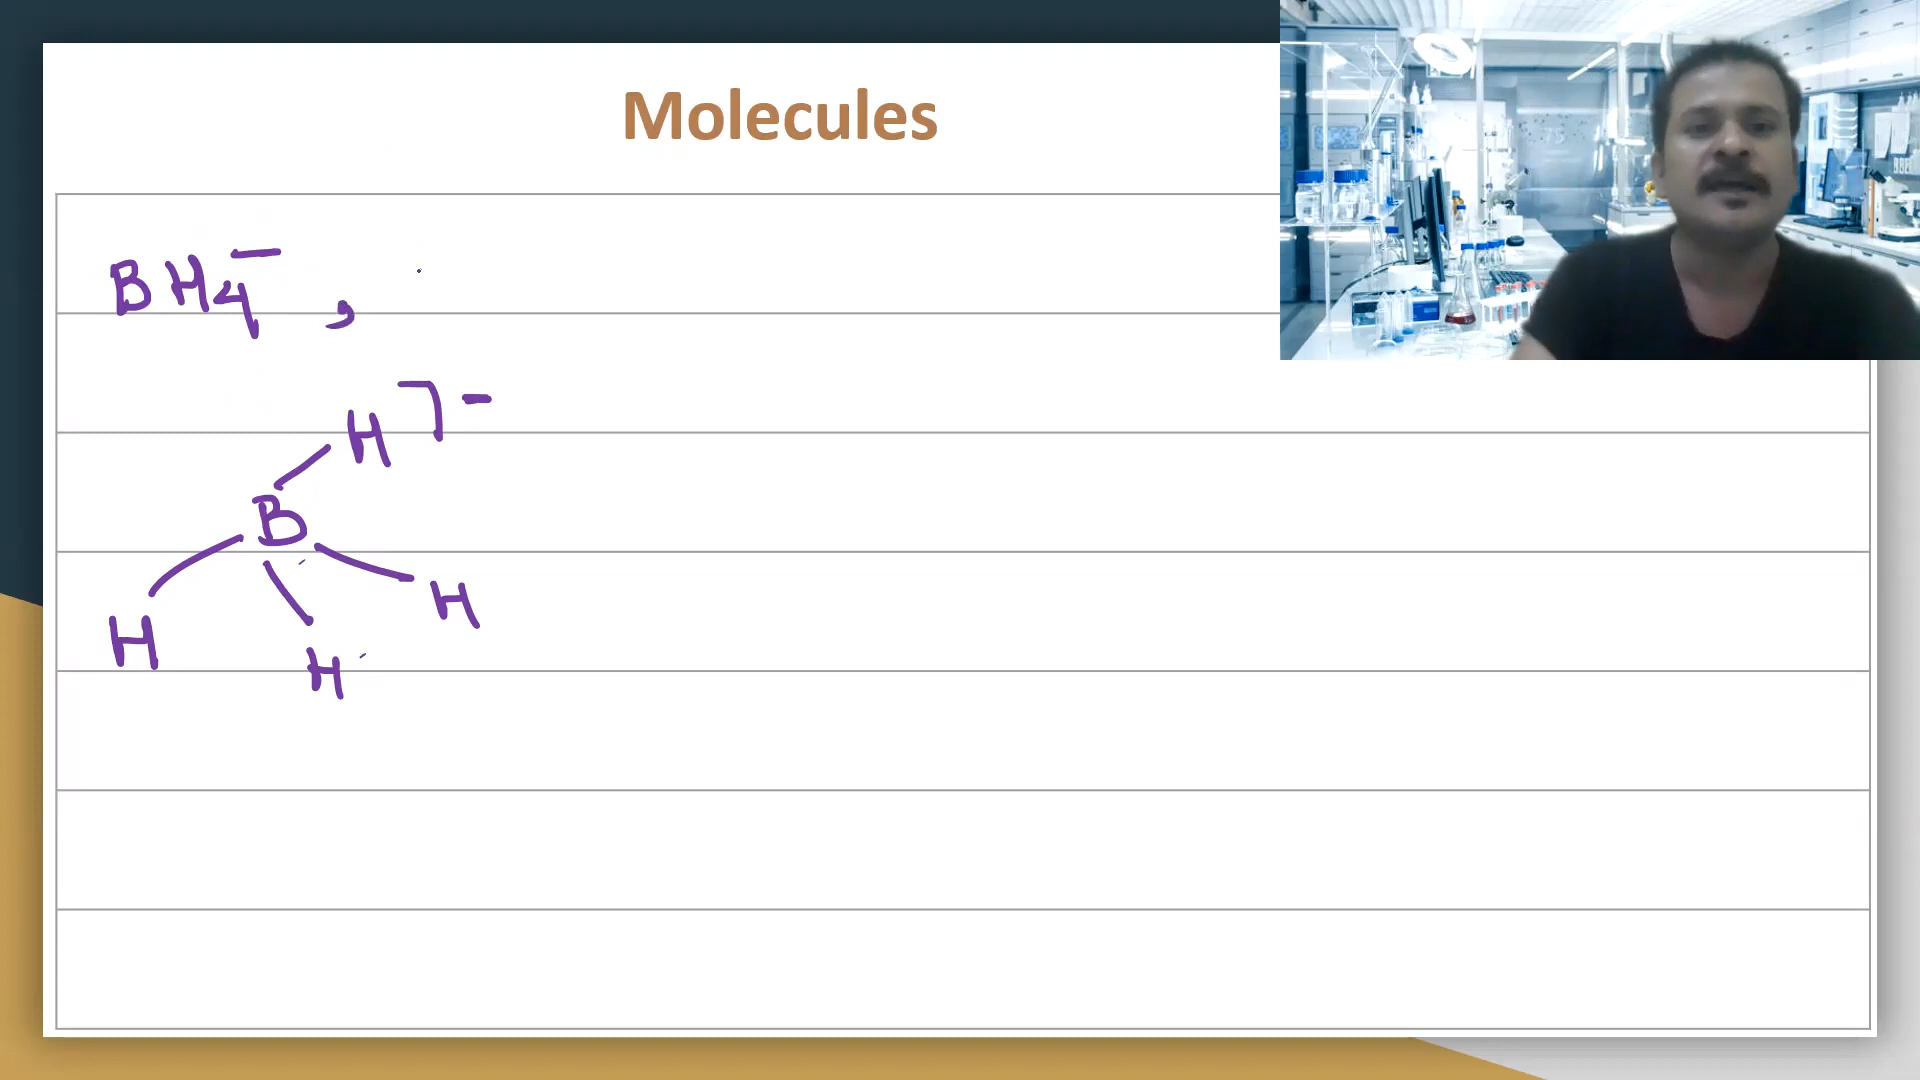 Molecules
BH4⁻ ,
H ]⁻
B
H
H
H